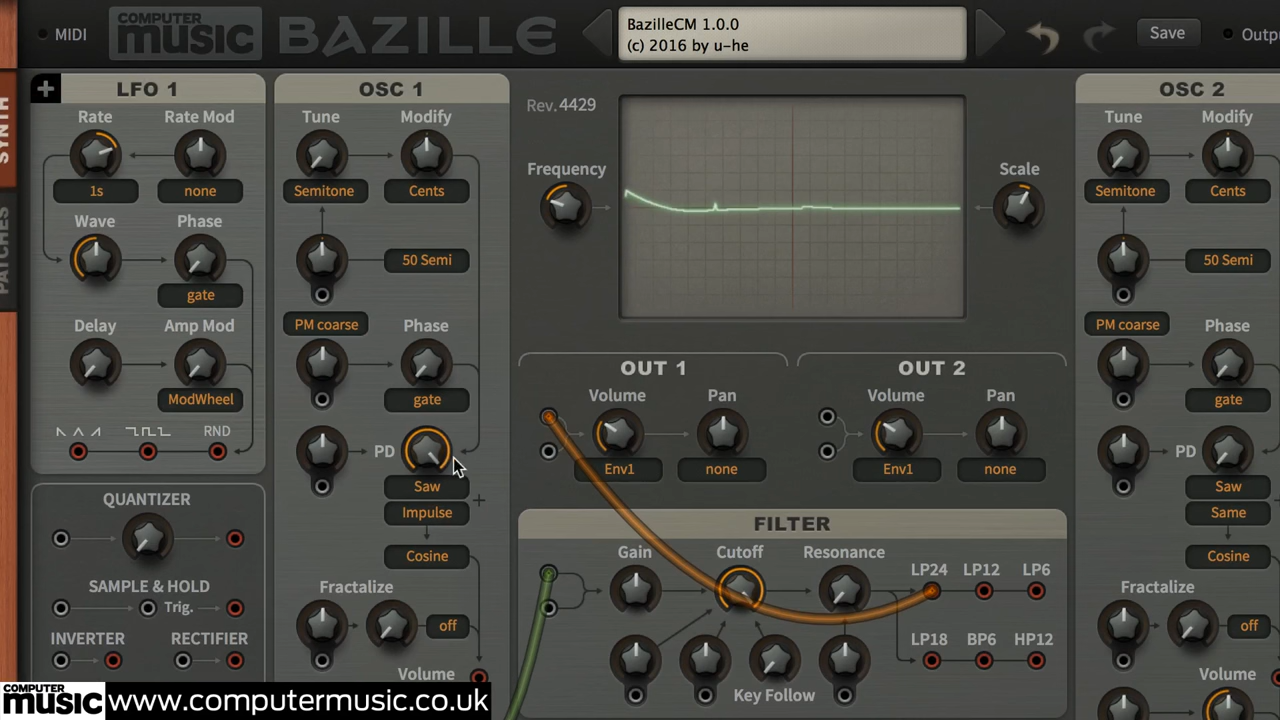 MIDI
COMPUTER
music
BAZILLE
BazilleCM 1.0.0
(c) 2016 by u-he
Save
Outpu
SYNTH
PATCHES
LFO 1
Rate
Rate Mod
1s
none
Wave
Phase
gate
Delay
Amp Mod
ModWheel
RND
QUANTIZER
SAMPLE & HOLD
Trig.
INVERTER
RECTIFIER
OSC 1
Tune
Modify
Semitone
Cents
50 Semi
PM coarse
Phase
gate
PD
Saw
Impulse
Cosine
Fractalize
off
Volume
Rev. 4429
Frequency
Scale
OUT 1
Volume
Pan
Env1
none
OUT 2
Volume
Pan
Env1
none
FILTER
Gain
Cutoff
Resonance
LP24
LP12
LP6
LP18
BP6
HP12
Key Follow
OSC 2
Tune
Modify
Semitone
Cents
50 Semi
PM coarse
Phase
gate
PD
Saw
Same
Cosine
Fractalize
off
Volume
COMPUTER
music
www.computermusic.co.uk